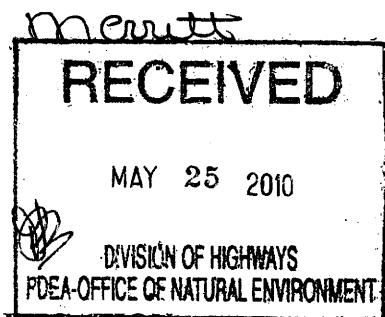 Merritt
RECEIVED
MAY 25 2010
DIVISION OF HIGHWAYS
PDEA-OFFICE OF NATURAL ENVIRONMENT